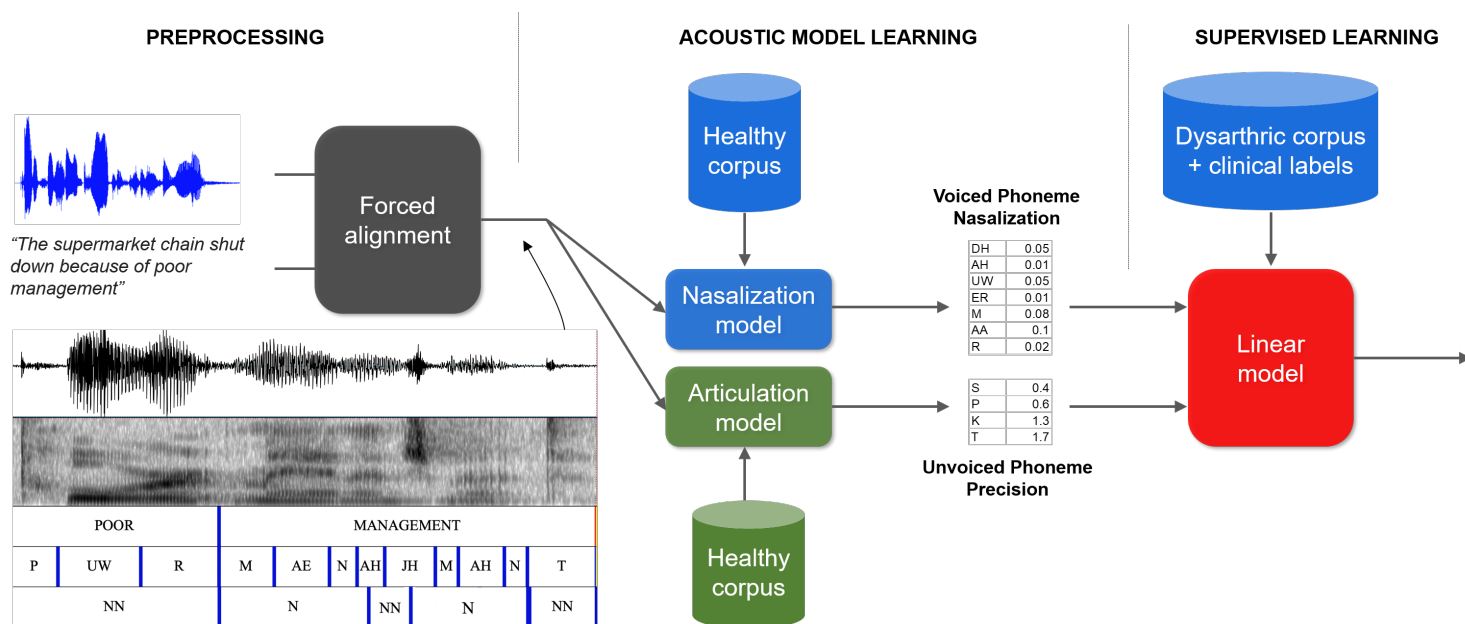 PREPROCESSING
ACOUSTIC MODEL LEARNING
SUPERVISED LEARNING
“The supermarket chain shut
down because of poor
management”
Forced
alignment
Healthy
corpus
Nasalization
model
Articulation
model
Healthy
corpus
Voiced Phoneme
Nasalization
DH 0.05
AH 0.01
UW 0.05
ER 0.01
M 0.08
AA 0.1
R 0.02
S 0.4
P 0.6
K 1.3
T 1.7
Unvoiced Phoneme
Precision
Dysarthric corpus
+ clinical labels
Linear
model
POOR MANAGEMENT
P UW R M AE N AH JH M AH N T
NN N NN N NN